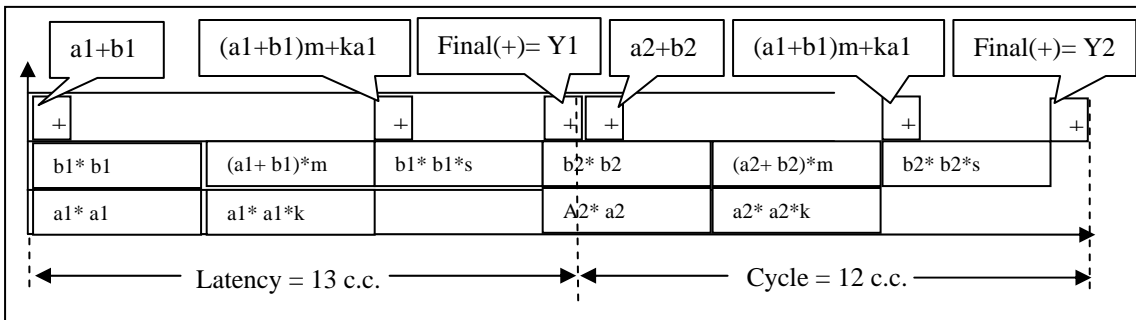 a1+b1
(a1+b1)m+ka1
Final(+)= Y1
a2+b2
(a1+b1)m+ka1
Final(+)= Y2
+ + + + + +
b1* b1 (a1+ b1)*m b1* b1*s b2* b2 (a2+ b2)*m b2* b2*s
a1* a1 a1* a1*k A2* a2 a2* a2*k
Latency = 13 c.c. Cycle = 12 c.c.